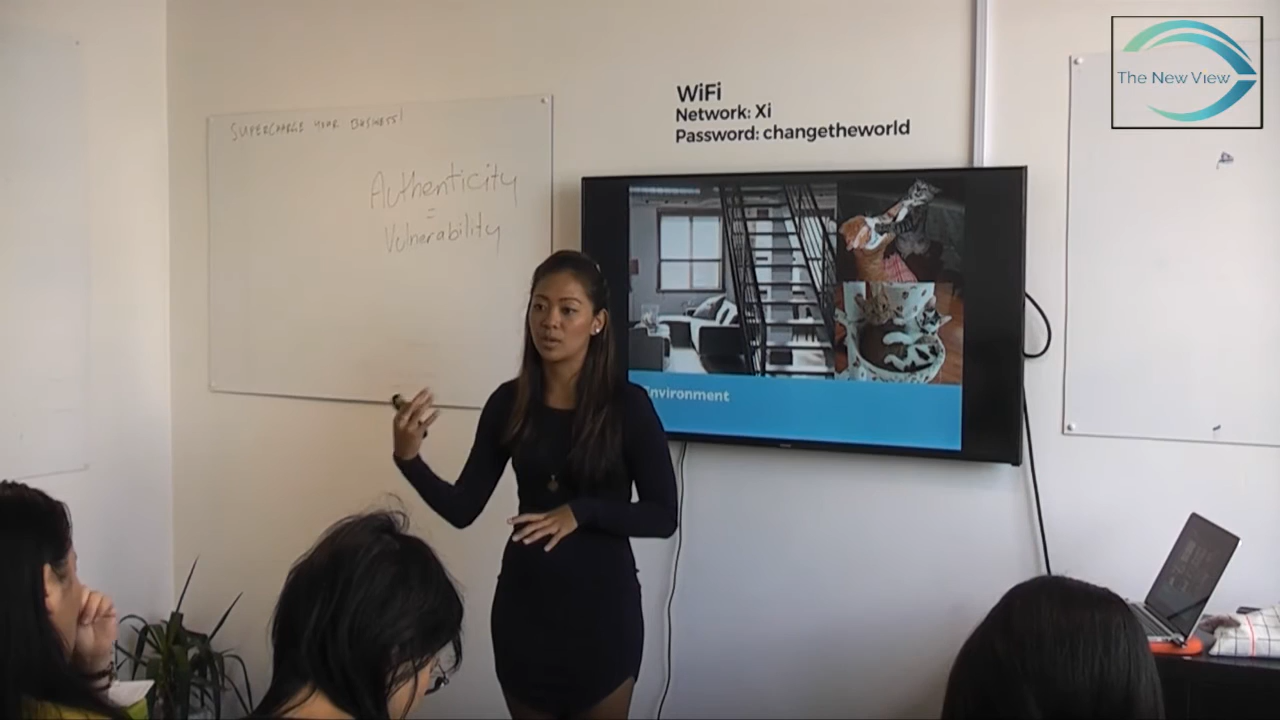 The New View
WiFi
Network: Xi
Password: changetheworld
SUPERCHARGE YOUR BUSINESS!
Authenticity
=
Vulnerability
Environment